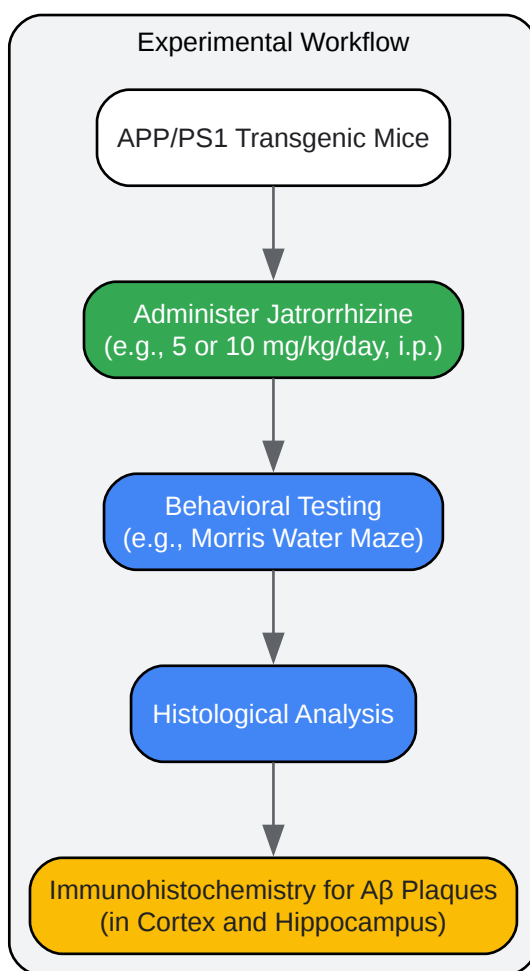 Experimental Workflow
APP/PS1 Transgenic Mice
Administer Jatrorrhizine
(e.g., 5 or 10 mg/kg/day, i.p.)
Behavioral Testing
(e.g., Morris Water Maze)
Histological Analysis
Immunohistochemistry for Aβ Plaques
(in Cortex and Hippocampus)